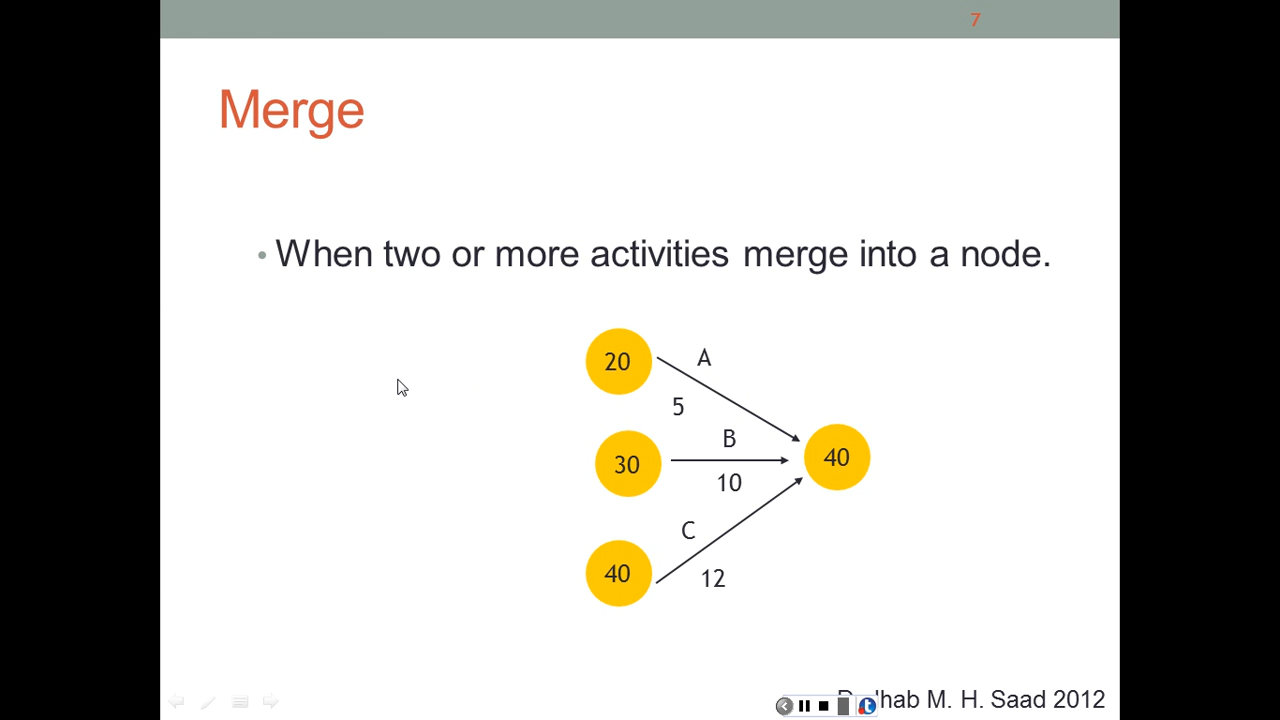 7
Merge
• When two or more activities merge into a node.
20
A
5
B
30
40
10
C
40
12
M. H. Saad 2012